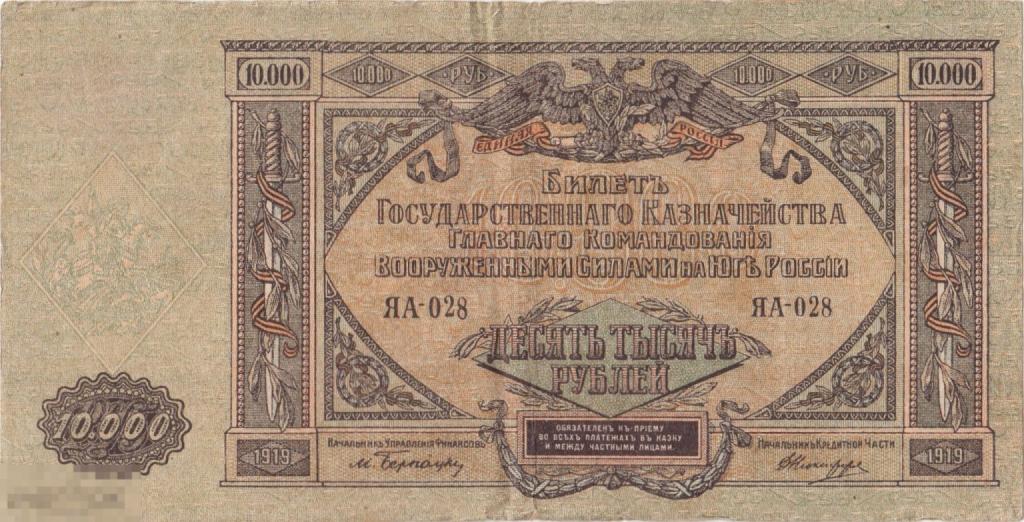 10.000 10.000 РУБ 10.000 РУБ 10.000
ЕДИНАЯ РОССІЯ
БИЛЕТЪ
ГОСУДАРСТВЕННАГО КАЗНАЧЕЙСТВА
ГЛАВНАГО КОМАНДОВАНІЯ
ВООРУЖЕННЫМИ СИЛАМИ НА ЮГѢ РОССІИ
ЯА-028 ЯА-028
ДЕСЯТЬ ТЫСЯЧЪ
РУБЛЕЙ
10.000
ОБЯЗАТЕЛЕНЪ КЪ ПРІЕМУ
ВО ВСѢХЪ ПЛАТЕЖАХЪ ВЪ КАЗНУ
И МЕЖДУ ЧАСТНЫМИ ЛИЦАМИ.
НАЧАЛЬНИКЪ УПРАВЛЕНІЯ ФИНАНСОВЪ НАЧАЛЬНИКЪ КРЕДИТНОЙ ЧАСТИ
1919 1919